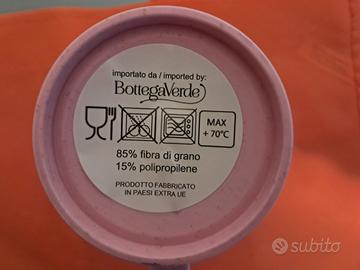 importato da / imported by:
BottegaVerde
MAX
+ 70°C
85% fibra di grano
15% polipropilene
PRODOTTO FABBRICATO
IN PAESI EXTRA UE
subito